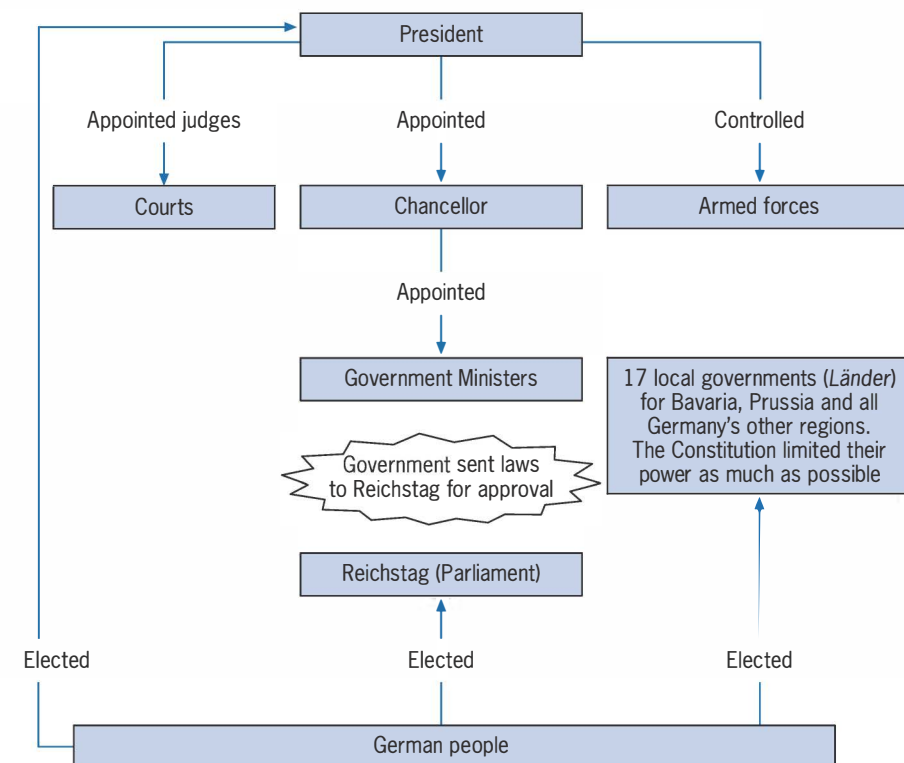 President
Appointed judges
Appointed
Controlled
Courts
Chancellor
Armed forces
Appointed
Government Ministers
17 local governments (Länder)
for Bavaria, Prussia and all
Germany's other regions.
The Constitution limited their
power as much as possible
Government sent laws
to Reichstag for approval
Reichstag (Parliament)
Elected
Elected
Elected
German people